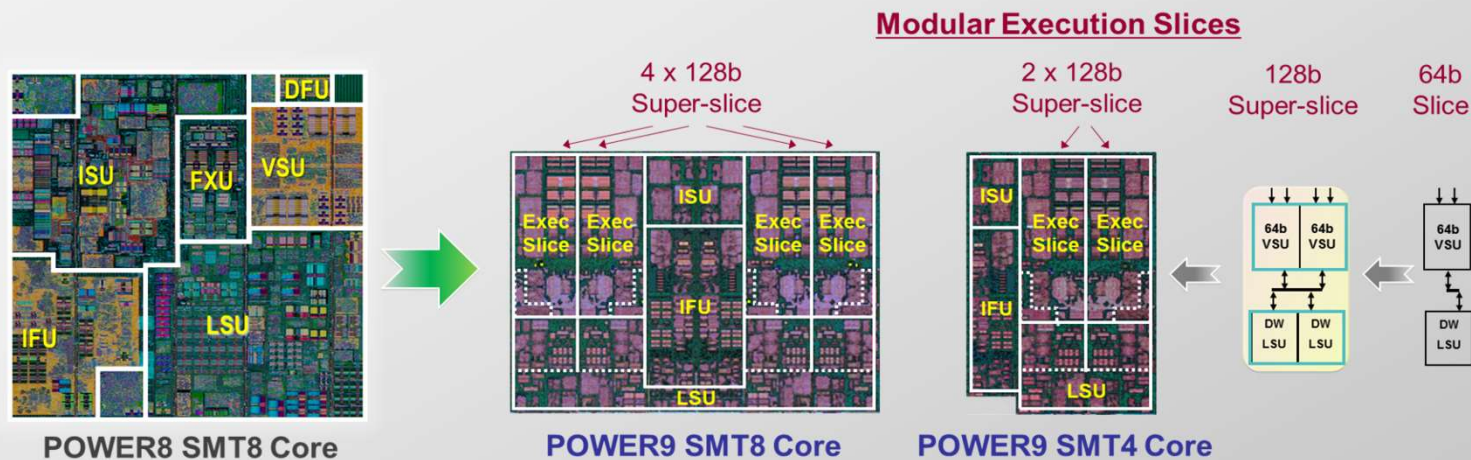 Modular Execution Slices
4 x 128b
Super-slice
2 x 128b
Super-slice
128b
Super-slice
64b
Slice
DFU
ISU
FXU
VSU
IFU
LSU
POWER8 SMT8 Core
Exec
Slice
Exec
Slice
ISU
IFU
Exec
Slice
Exec
Slice
LSU
POWER9 SMT8 Core
ISU
IFU
Exec
Slice
Exec
Slice
LSU
POWER9 SMT4 Core
64b
VSU
64b
VSU
DW
LSU
DW
LSU
64b
VSU
DW
LSU